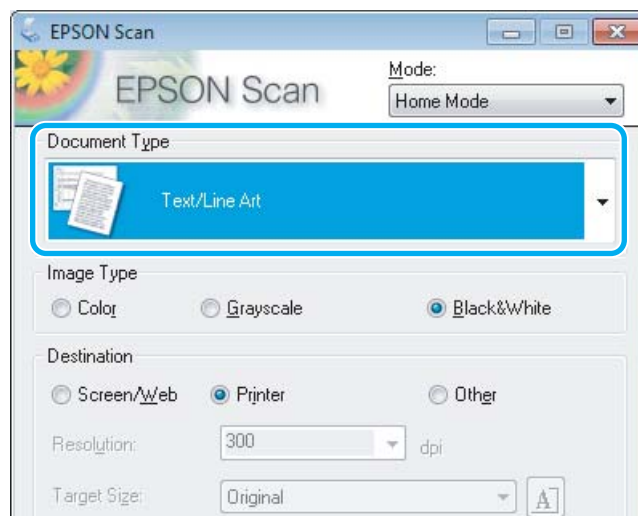 EPSON Scan
EPSON Scan
Mode:
Home Mode
Document Type
Text/Line Art
Image Type
Color Grayscale Black&White
Destination
Screen/Web Printer Other
Resolution: 300 dpi
Target Size: Original A